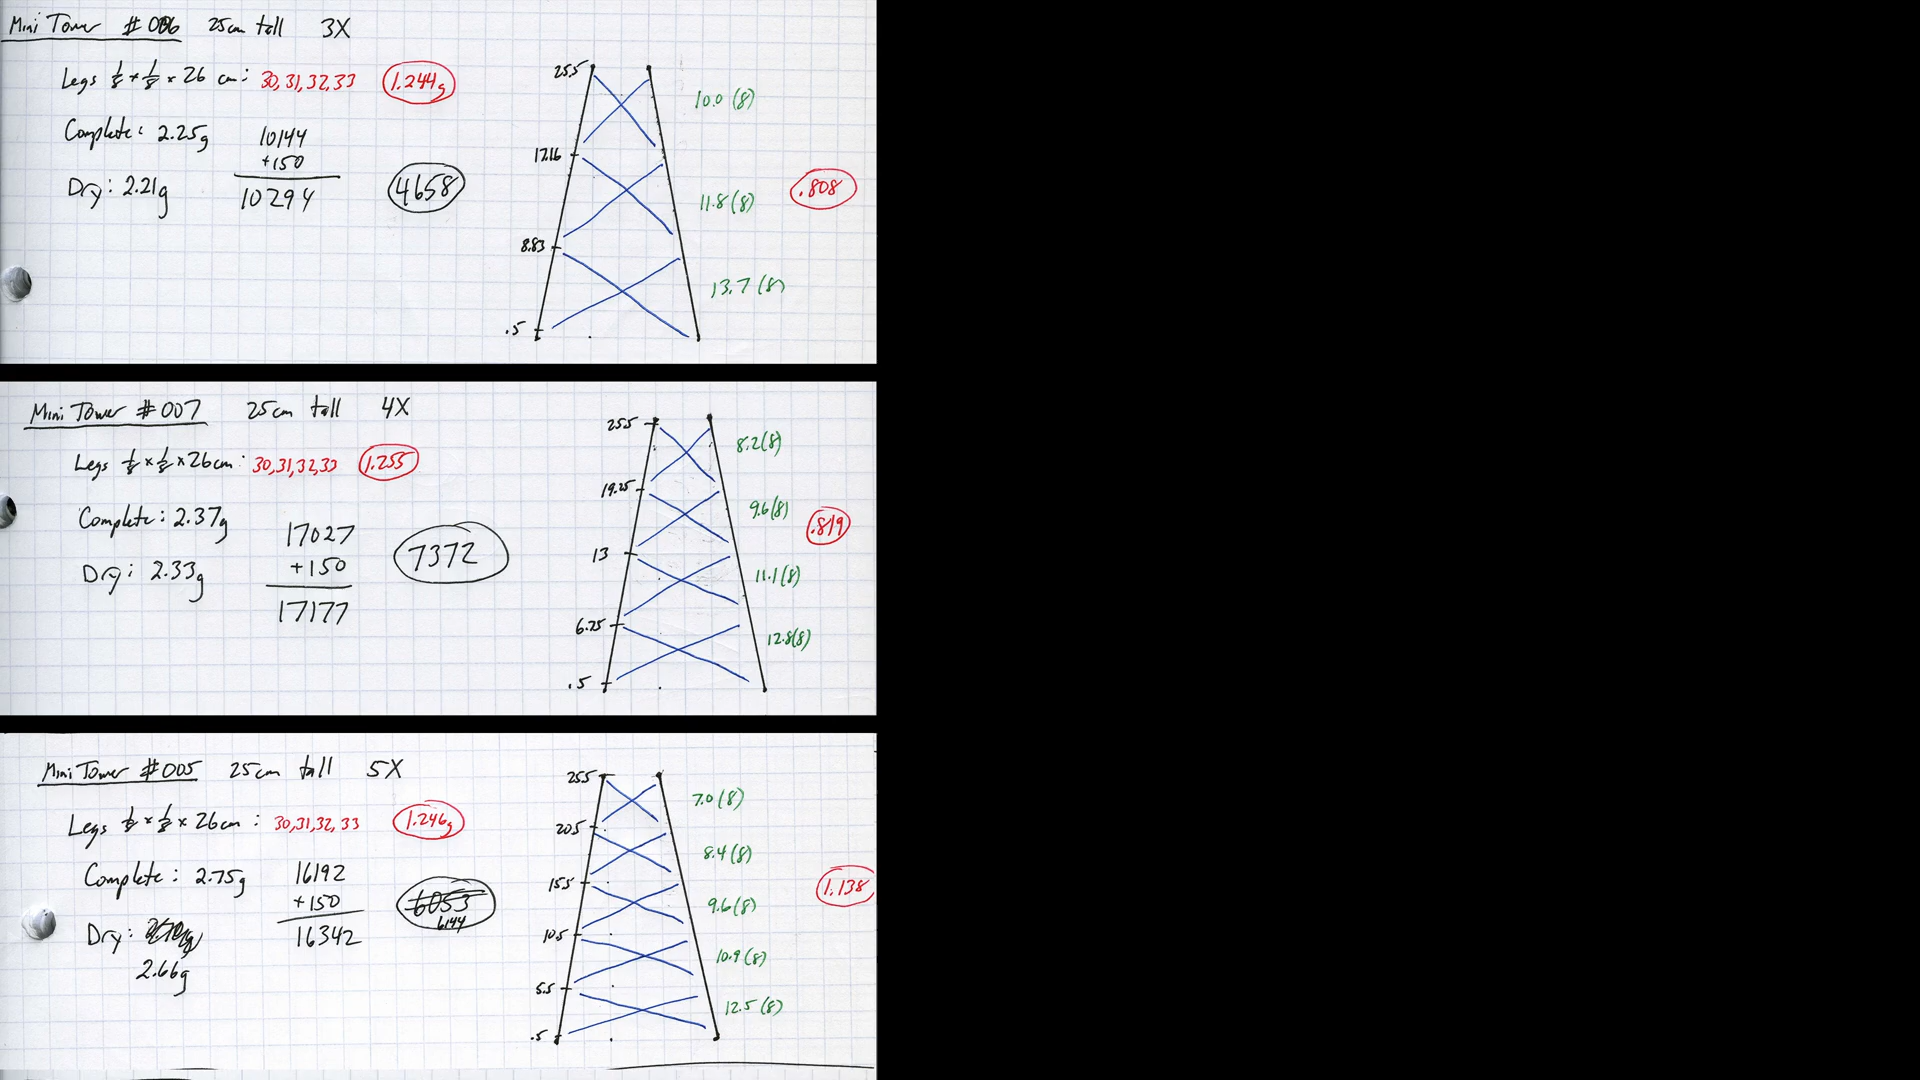 Mini Tower #006 25cm tall 3X
Legs 1/8 × 1/8 × 26 cm: 30,31,32,33 1.244g
Complete: 2.25g 10144
+150
Dry: 2.21g 10294 4658
25.5
10.0 (8)
17.16
11.8 (8) .808
8.83
13.7 (8)
.5
Mini Tower #007 25cm tall 4X
Legs 1/8 × 1/8 × 26cm: 30,31,32,33 1.255
Complete: 2.37g 17027
+150 7372
Dry: 2.33g
17177
25.5
8.2(8)
19.25
9.6(8) .819
13
11.1(8)
6.75
12.8(8)
.5
Mini Tower #005 25cm tall 5X
Legs 1/8 × 1/8 × 26cm: 30,31,32,33 1.246g
Complete: 2.75g 16192
+150 6053
6144
Dry: 16342
2.66g
25.5
7.0 (8)
20.5
8.4 (8)
15.5
1.138
9.6(8)
10.5
10.9 (8)
5.5
12.5 (8)
.5